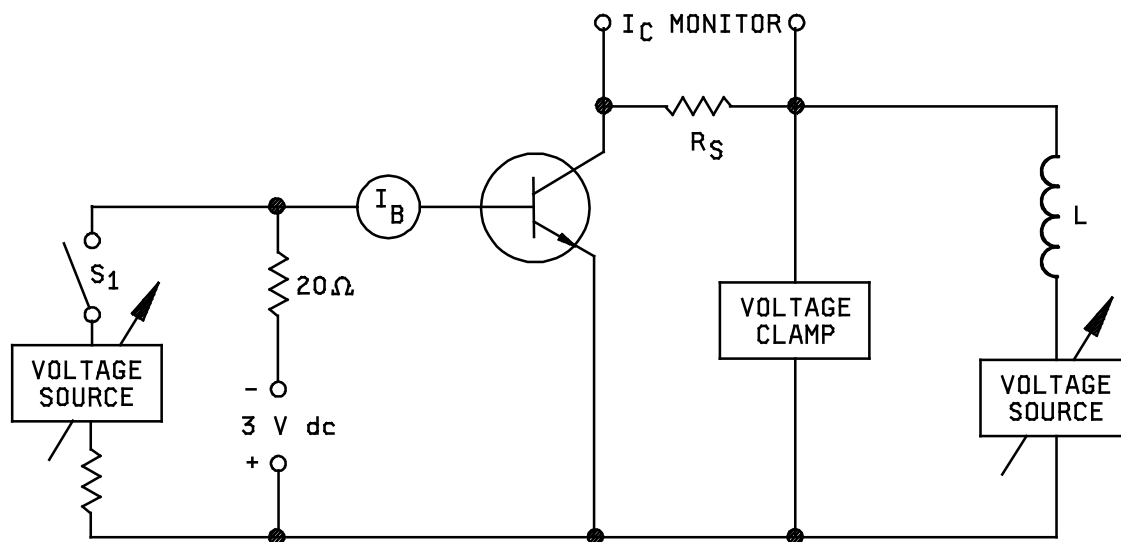 I_C MONITOR
R_S
I_B
L
S_1
20Ω
VOLTAGE
CLAMP
VOLTAGE
SOURCE
VOLTAGE
SOURCE
-
3 V dc
+